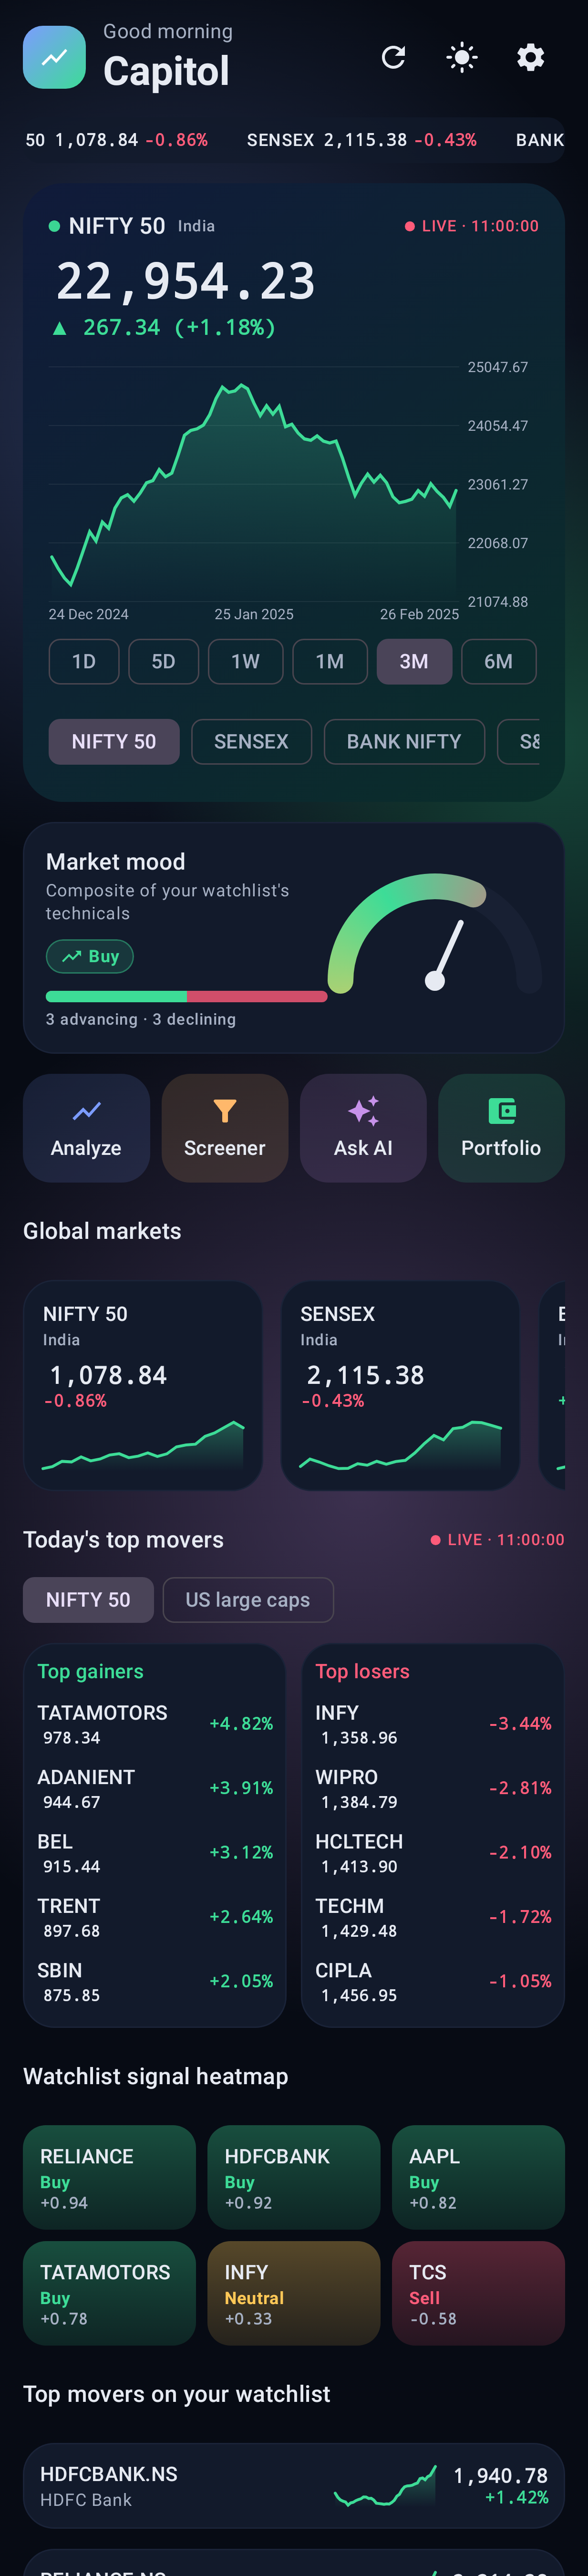 Good morning
Capitol
50 1,078.84 -0.86% SENSEX 2,115.38 -0.43% BANK
NIFTY 50 India LIVE · 11:00:00
22,954.23
▲ 267.34 (+1.18%)
25047.67
24054.47
23061.27
22068.07
21074.88
24 Dec 2024 25 Jan 2025 26 Feb 2025
1D 5D 1W 1M 3M 6M
NIFTY 50 SENSEX BANK NIFTY S&
Market mood
Composite of your watchlist's
technicals
Buy
3 advancing · 3 declining
Analyze Screener Ask AI Portfolio
Global markets
NIFTY 50 SENSEX
India India
1,078.84 2,115.38
-0.86% -0.43%
Today's top movers LIVE · 11:00:00
NIFTY 50 US large caps
Top gainers
TATAMOTORS +4.82%
978.34
ADANIENT +3.91%
944.67
BEL +3.12%
915.44
TRENT +2.64%
897.68
SBIN +2.05%
875.85
Top losers
INFY -3.44%
1,358.96
WIPRO -2.81%
1,384.79
HCLTECH -2.10%
1,413.90
TECHM -1.72%
1,429.48
CIPLA -1.05%
1,456.95
Watchlist signal heatmap
RELIANCE HDFCBANK AAPL
Buy Buy Buy
+0.94 +0.92 +0.82
TATAMOTORS INFY TCS
Buy Neutral Sell
+0.78 +0.33 -0.58
Top movers on your watchlist
HDFCBANK.NS 1,940.78
HDFC Bank +1.42%